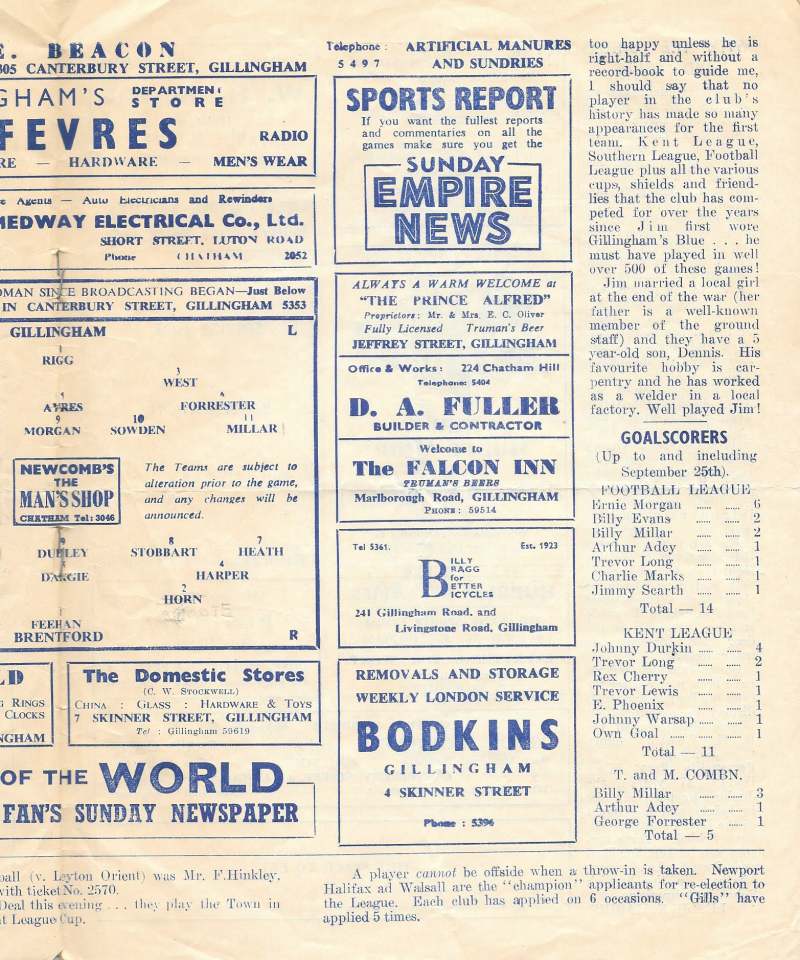 E. BEACON
305 CANTERBURY STREET, GILLINGHAM
GHAM'S DEPARTMENT STORE
FEVRES RADIO
RE — HARDWARE — MEN'S WEAR
e Agents — Auto Electricians and Rewinders
MEDWAY ELECTRICAL Co., Ltd.
SHORT STREET, LUTON ROAD
Phone CHATHAM 2052
OMAN SINCE BROADCASTING BEGAN—Just Below
IN CANTERBURY STREET, GILLINGHAM 5353
GILLINGHAM L
1
RIGG
3
WEST
4
AYRES FORRESTER
9 10 11
MORGAN SOWDEN MILLAR
NEWCOMB'S
THE
MAN'S SHOP
CHATHAM Tel: 3046
The Teams are subject to
alteration prior to the game,
and any changes will be
announced.
9 8 7
DUDLEY STOBBART HEATH
4
DARGIE HARPER
2
HORN
1
FEEHAN
BRENTFORD R
LD
G RINGS
CLOCKS
NGHAM
The Domestic Stores
(C. W. STOCKWELL)
CHINA : GLASS : HARDWARE & TOYS
7 SKINNER STREET, GILLINGHAM
Tel : Gillingham 59619
OF THE WORLD
FAN'S SUNDAY NEWSPAPER
Telephone : ARTIFICIAL MANURES
5497 AND SUNDRIES
SPORTS REPORT
If you want the fullest reports
and commentaries on all the
games make sure you get the
SUNDAY
EMPIRE
NEWS
ALWAYS A WARM WELCOME at
"THE PRINCE ALFRED"
Proprietors: Mr. & Mrs. E. C. Oliver
Fully Licensed Truman's Beer
JEFFREY STREET, GILLINGHAM
Office & Works: 224 Chatham Hill
Telephone: 5404
D. A. FULLER
BUILDER & CONTRACTOR
Welcome to
The FALCON INN
TRUMAN'S BEERS
Marlborough Road, GILLINGHAM
PHONE: 59514
Tel 5361. Est. 1923
BILLY
BAGG
for
BETTER
BICYCLES
241 Gillingham Road, and
Livingstone Road, Gillingham
REMOVALS AND STORAGE
WEEKLY LONDON SERVICE
BODKINS
GILLINGHAM
4 SKINNER STREET
Phone : 5396
too happy unless he is
right-half and without a
record-book to guide me,
I should say that no
player in the club's
history has made so many
appearances for the first
team. Kent League,
Southern League, Football
League plus all the various
cups, shields and friend-
lies that the club has com-
peted for over the years
since Jim first wore
Gillingham's Blue . . . he
must have played in well
over 500 of these games!
Jim married a local girl
at the end of the war (her
father is a well-known
member of the ground
staff) and they have a 5
year-old son, Dennis. His
favourite hobby is car-
pentry and he has worked
as a welder in a local
factory. Well played Jim!
GOALSCORERS
(Up to and including
September 25th).
FOOTBALL LEAGUE
Ernie Morgan ...... ...... 6
Billy Evans ...... ...... 2
Billy Millar ...... ...... 2
Arthur Adey ...... ...... 1
Trevor Long ...... ...... 1
Charlie Marks ...... ...... 1
Jimmy Scarth ...... ...... 1
Total — 14
KENT LEAGUE
Johnny Durkin ...... ...... 4
Trevor Long ...... ...... 2
Rex Cherry ...... ...... 1
Trevor Lewis ...... ...... 1
E. Phoenix ...... ...... 1
Johnny Warsap ...... ...... 1
Own Goal ...... ...... 1
Total — 11
T. and M. COMBN.
Billy Millar ...... ...... 3
Arthur Adey ...... ...... 1
George Forrester ...... 1
Total — 5
ball (v. Leyton Orient) was Mr. F. Hinkley,
with ticket No. 2570.
Deal this evening . . . they play the Town in
t League Cup.
A player cannot be offside when a throw-in is taken. Newport
Halifax ad Walsall are the "champion" applicants for re-election to
the League. Each club has applied on 6 occasions. "Gills" have
applied 5 times.